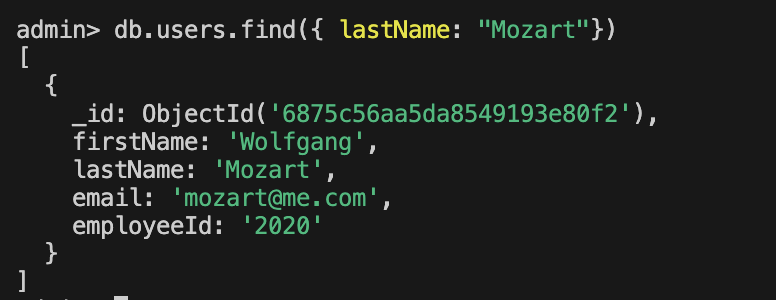 admin> db.users.find({ lastName: "Mozart"})
[
  {
    _id: ObjectId('6875c56aa5da8549193e80f2'),
    firstName: 'Wolfgang',
    lastName: 'Mozart',
    email: 'mozart@me.com',
    employeeId: '2020'
  }
]